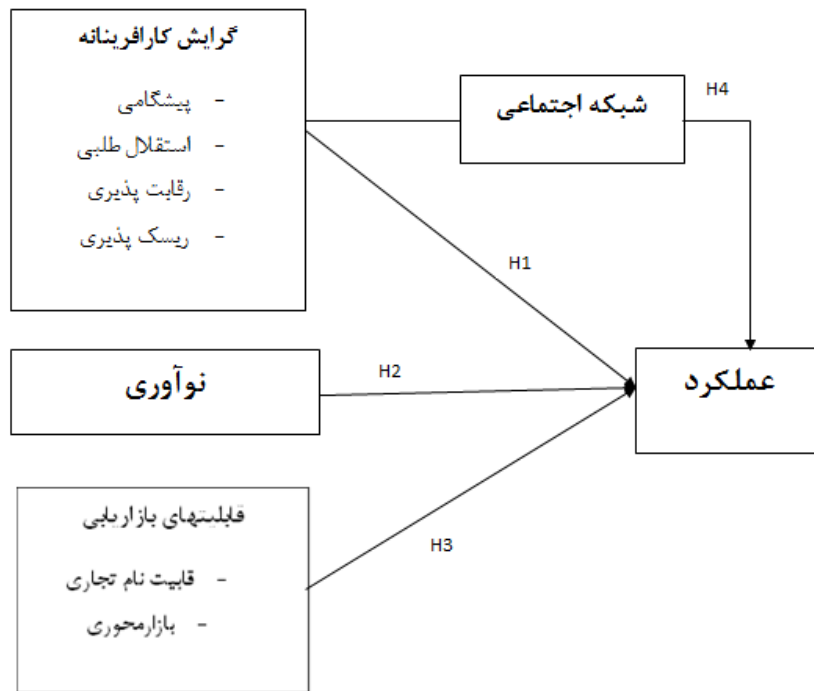 گرایش کارافرینانه
- پیشگامی
- استقلال طلبی
- رقابت پذیری
- ریسک پذیری
شبکه اجتماعی
H4
H1
نوآوری
H2
عملکرد
قابلیتهای بازاریابی
- قابیت نام تجاری
- بازارمحوری
H3